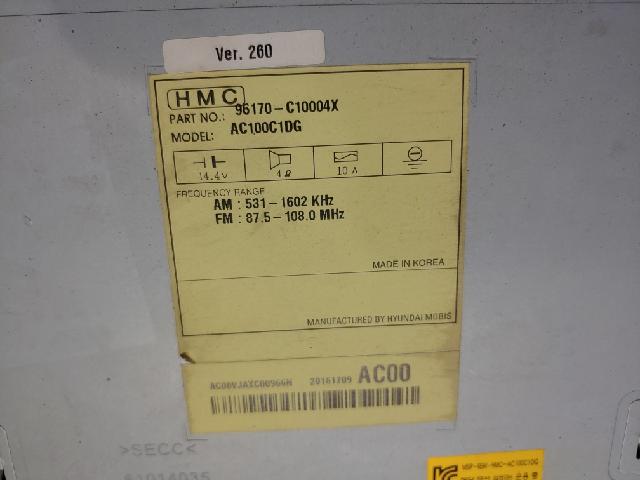 Ver. 260
HMC
PART NO.: 96170-C10004X
MODEL: AC100C1DG
14.4V 4Ω 10 A
FREQUENCY RANGE
AM : 531-1602 KHz
FM : 87.5-108.0 MHz
MADE IN KOREA
MANUFACTURED BY HYUNDAI MOBIS
20161209 AC00
>SECC<